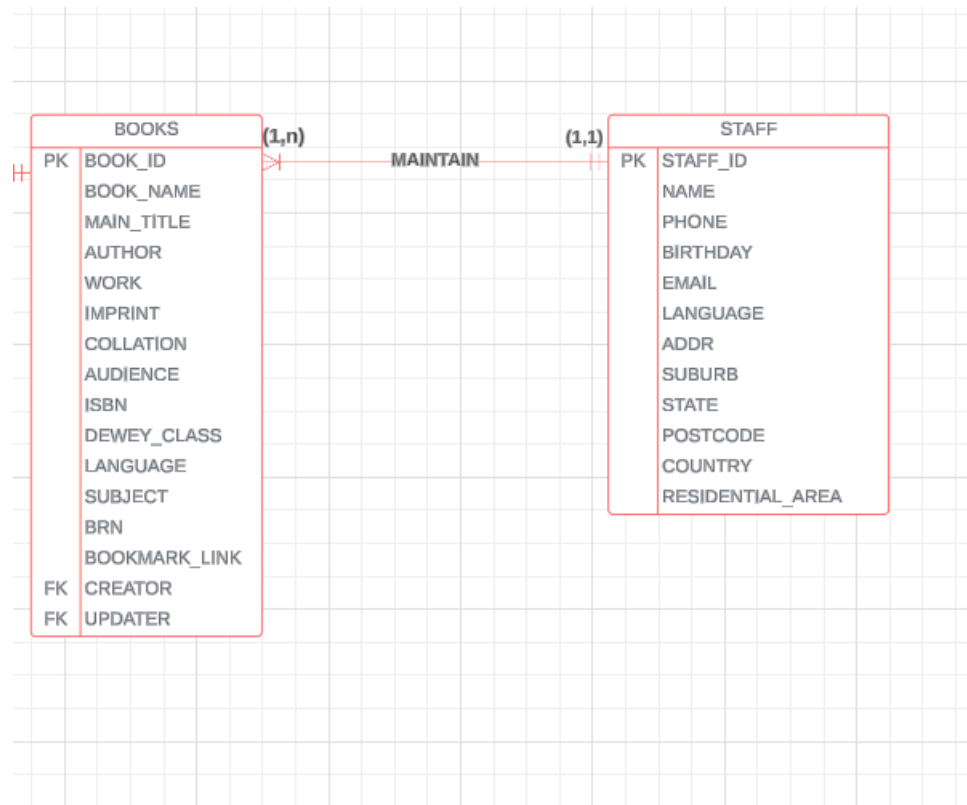 BOOKS
PK BOOK_ID
BOOK_NAME
MAIN_TITLE
AUTHOR
WORK
IMPRINT
COLLATION
AUDIENCE
ISBN
DEWEY_CLASS
LANGUAGE
SUBJECT
BRN
BOOKMARK_LINK
FK CREATOR
FK UPDATER
(1,n)
MAINTAIN
(1,1)
STAFF
PK STAFF_ID
NAME
PHONE
BIRTHDAY
EMAIL
LANGUAGE
ADDR
SUBURB
STATE
POSTCODE
COUNTRY
RESIDENTIAL_AREA